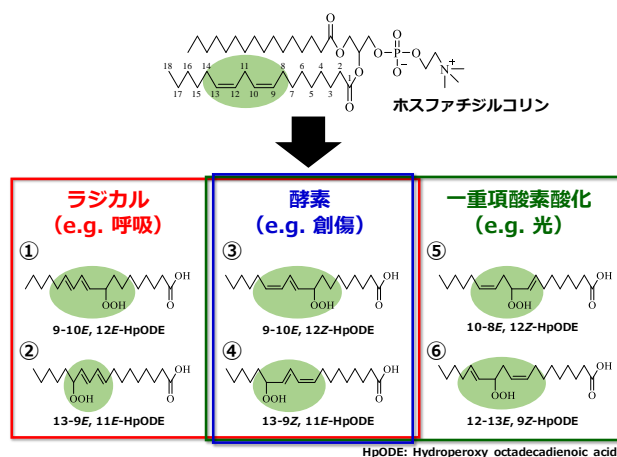 O
O
O
O
P
O
O−
O
N+
18 16 14 11 8 6 4 2
1
17 15 13 12 10 9 7 5 3
O
ホスファチジルコリン
ラジカル
(e.g. 呼吸)
酵素
(e.g. 創傷)
一重項酸素酸化
(e.g. 光)
①
OH
O
OOH
9-10E, 12E-HpODE
②
OH
O
OOH
13-9E, 11E-HpODE
③
OH
O
OOH
9-10E, 12Z-HpODE
④
OH
O
OOH
13-9Z, 11E-HpODE
⑤
OH
O
OOH
10-8E, 12Z-HpODE
⑥
OH
O
OOH
12-13E, 9Z-HpODE
HpODE: Hydroperoxy octadecadienoic acid